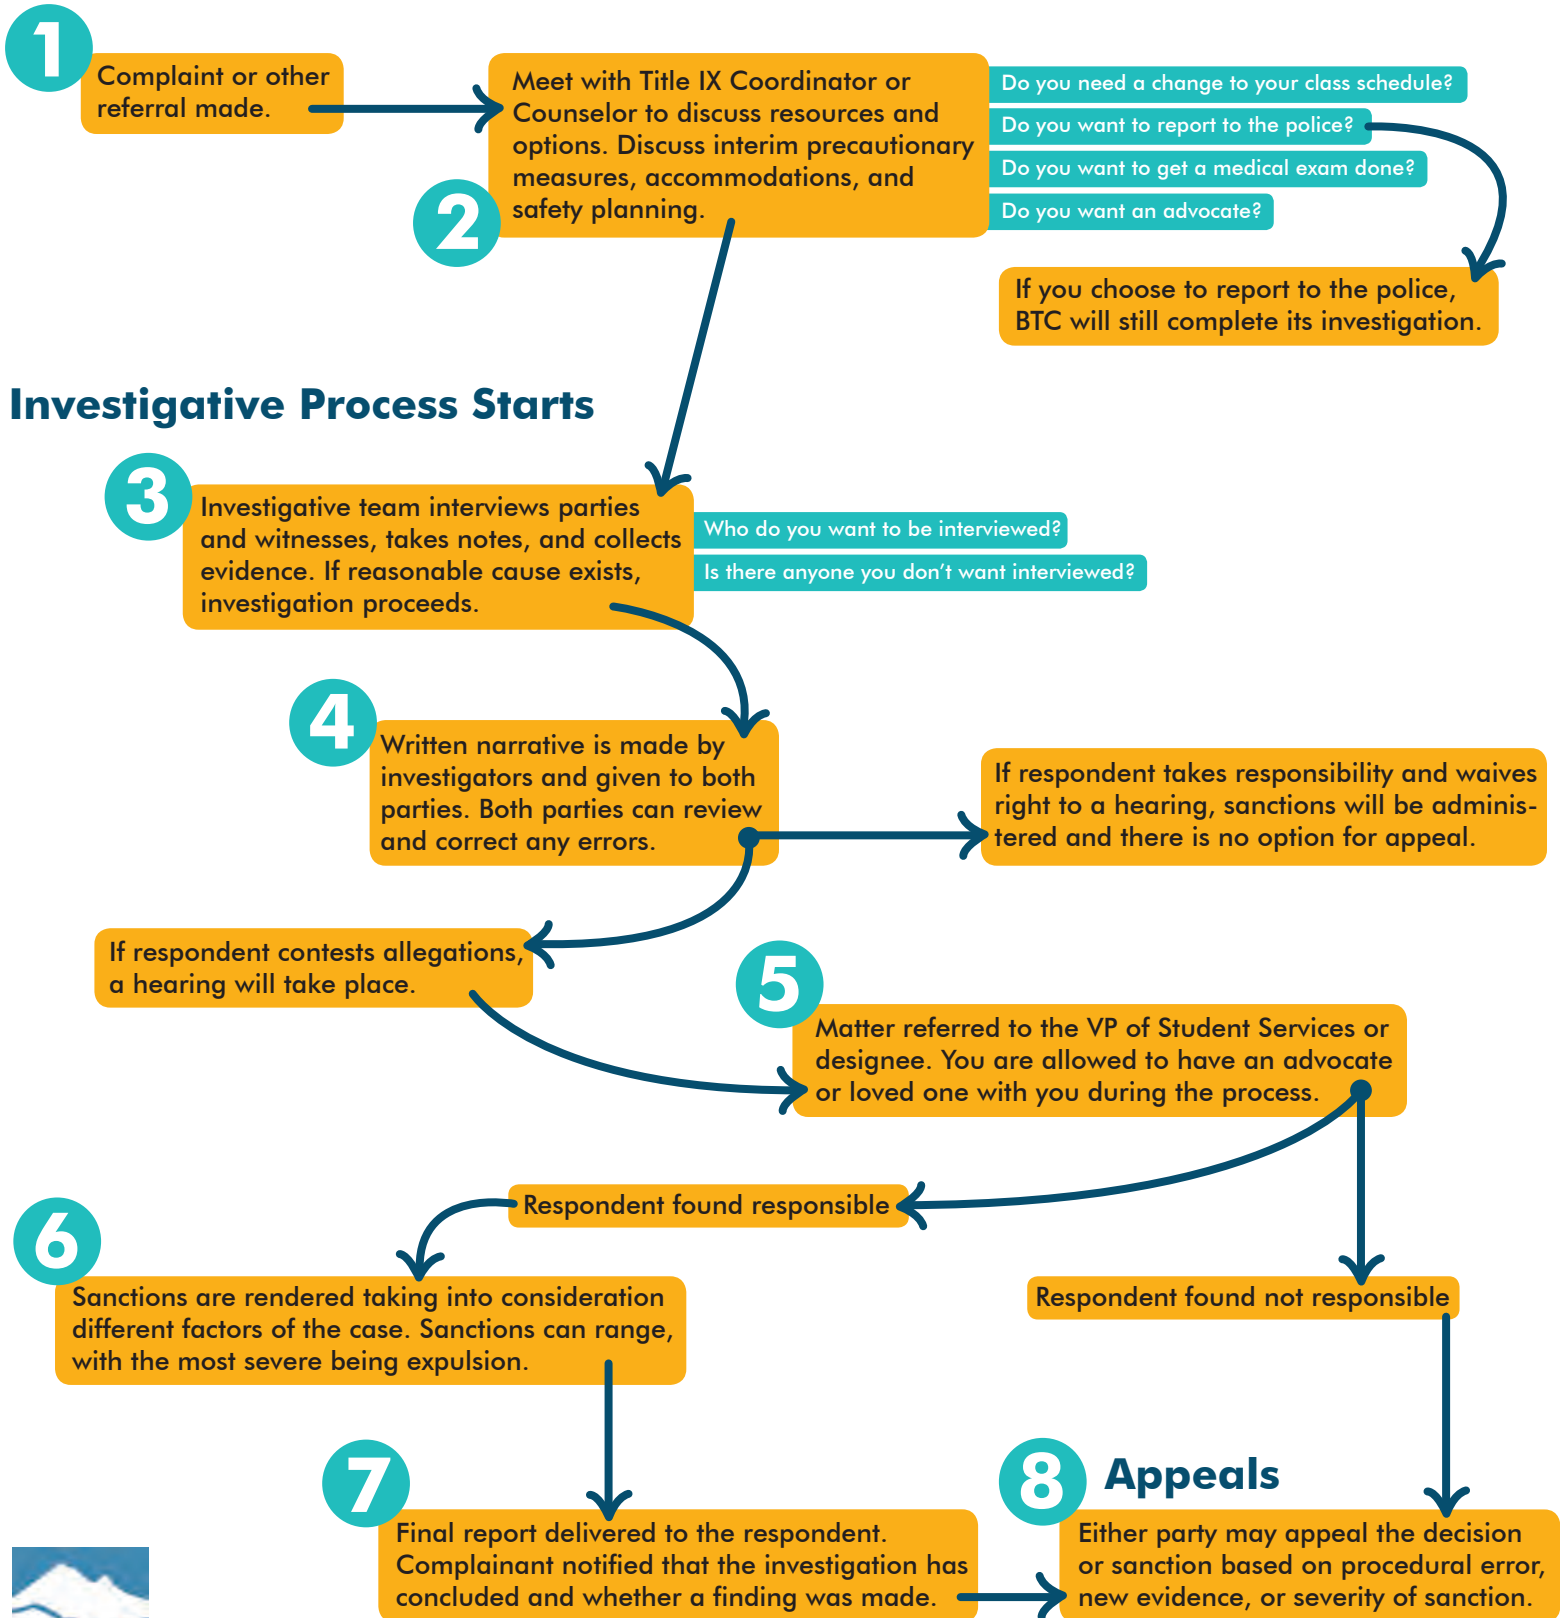 1
Complaint or other
referral made.
2
Meet with Title IX Coordinator or
Counselor to discuss resources and
options. Discuss interim precautionary
measures, accommodations, and
safety planning.
Do you need a change to your class schedule?
Do you want to report to the police?
Do you want to get a medical exam done?
Do you want an advocate?
If you choose to report to the police,
BTC will still complete its investigation.
Investigative Process Starts
3
Investigative team interviews parties
and witnesses, takes notes, and collects
evidence. If reasonable cause exists,
investigation proceeds.
Who do you want to be interviewed?
Is there anyone you don't want interviewed?
4
Written narrative is made by
investigators and given to both
parties. Both parties can review
and correct any errors.
If respondent takes responsibility and waives
right to a hearing, sanctions will be adminis-
tered and there is no option for appeal.
If respondent contests allegations,
a hearing will take place.
5
Matter referred to the VP of Student Services or
designee. You are allowed to have an advocate
or loved one with you during the process.
Respondent found responsible
6
Sanctions are rendered taking into consideration
different factors of the case. Sanctions can range,
with the most severe being expulsion.
Respondent found not responsible
7
Final report delivered to the respondent.
Complainant notified that the investigation has
concluded and whether a finding was made.
8
Appeals
Either party may appeal the decision
or sanction based on procedural error,
new evidence, or severity of sanction.